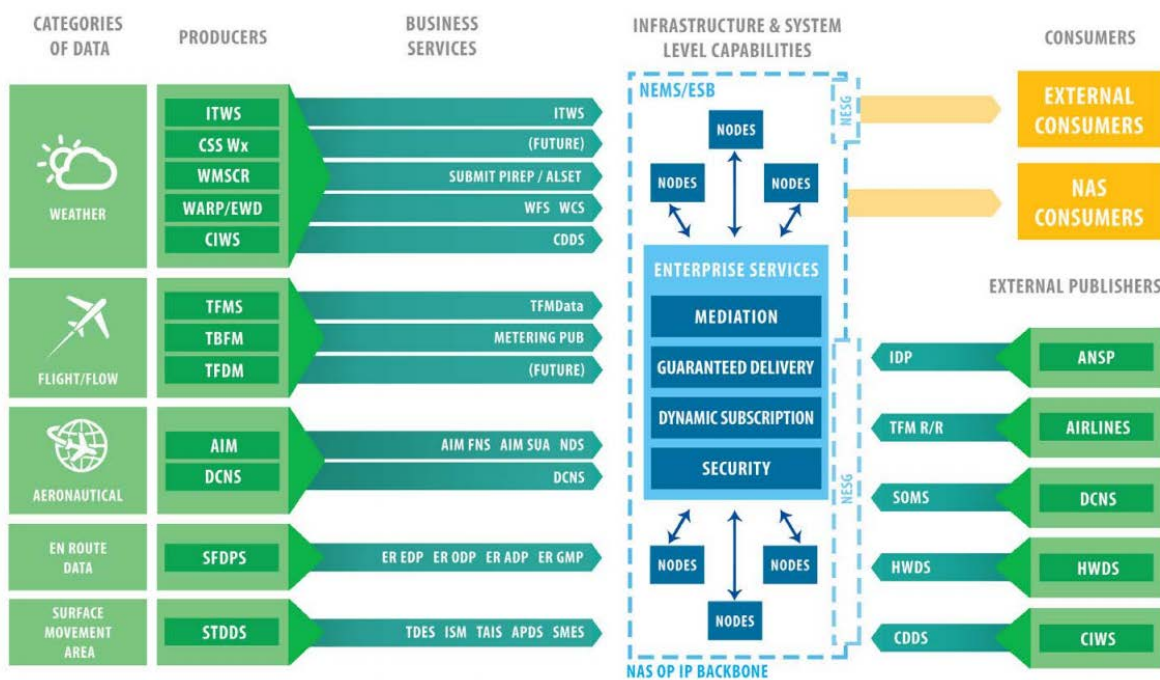 CATEGORIES
OF DATA
PRODUCERS
BUSINESS
SERVICES
INFRASTRUCTURE & SYSTEM
LEVEL CAPABILITIES
CONSUMERS
WEATHER
ITWS
CSS Wx
WMSCR
WARP/EWD
CIWS
ITWS
(FUTURE)
SUBMIT PIREP / ALSET
WFS WCS
CDDS
FLIGHT/FLOW
TFMS
TBFM
TFDM
TFMData
METERING PUB
(FUTURE)
AERONAUTICAL
AIM
DCNS
AIM FNS AIM SUA NDS
DCNS
EN ROUTE
DATA
SFDPS
ER EDP ER ODP ER ADP ER GMP
SURFACE
MOVEMENT
AREA
STDDS
TDES ISM TAIS APDS SMES
NEMS/ESB
NESG
NODES
NODES
NODES
ENTERPRISE SERVICES
MEDIATION
GUARANTEED DELIVERY
DYNAMIC SUBSCRIPTION
SECURITY
NESG
NODES
NODES
NODES
NAS OP IP BACKBONE
EXTERNAL
CONSUMERS
NAS
CONSUMERS
EXTERNAL PUBLISHERS
IDP
ANSP
TFM R/R
AIRLINES
SOMS
DCNS
HWDS
HWDS
CDDS
CIWS